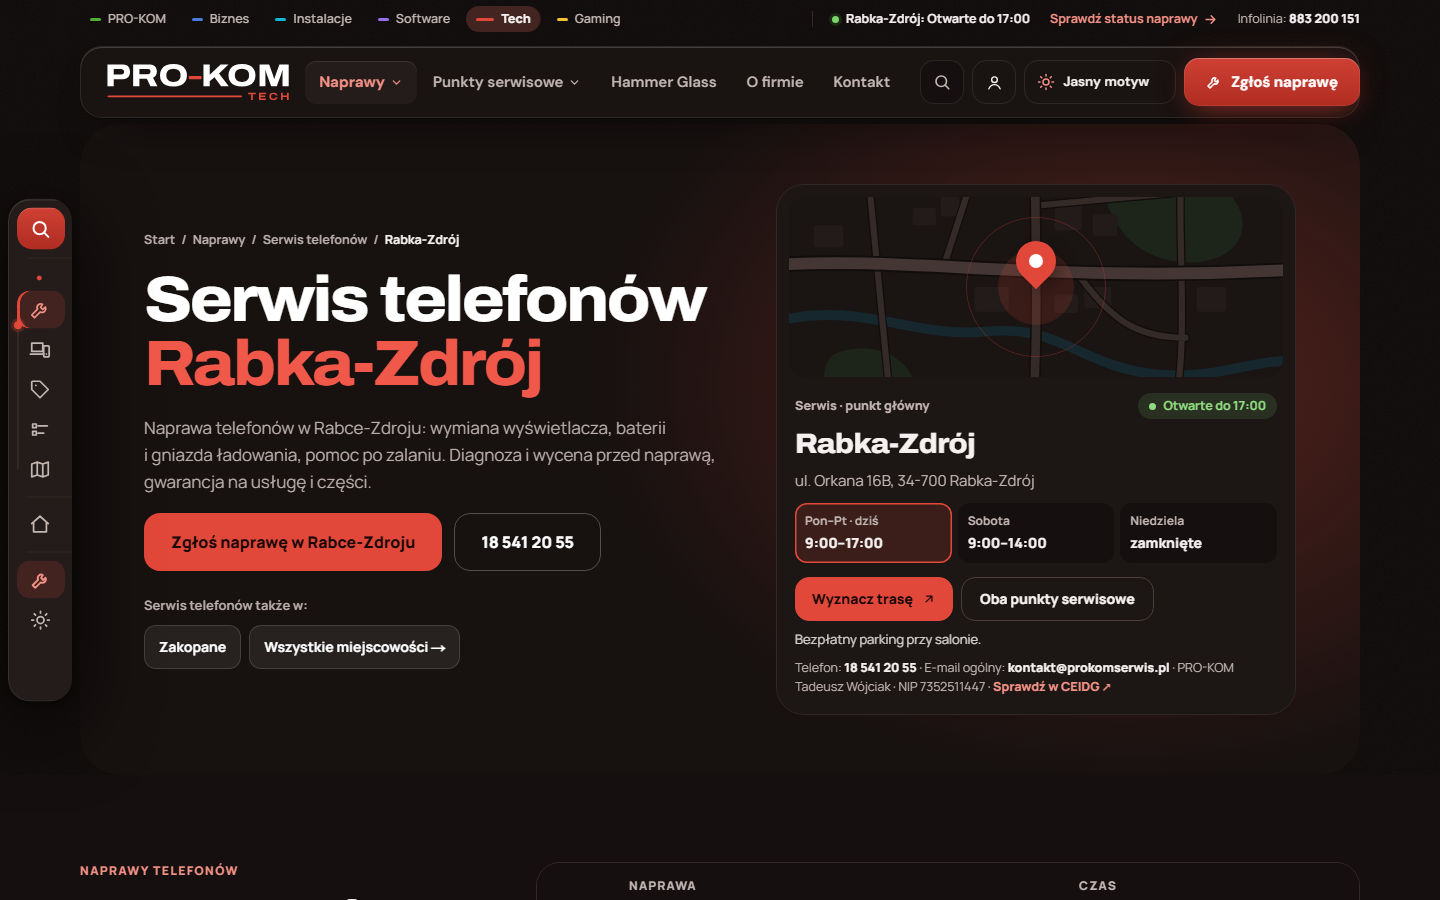 PRO-KOM Biznes Instalacje Software Tech Gaming
Rabka-Zdrój: Otwarte do 17:00 Sprawdź status naprawy → Infolinia: 883 200 151
PRO-KOM
TECH
Naprawy Punkty serwisowe Hammer Glass O firmie Kontakt Jasny motyw Zgłoś naprawę
Start / Naprawy / Serwis telefonów / Rabka-Zdrój
Serwis telefonów
Rabka-Zdrój
Naprawa telefonów w Rabce-Zdroju: wymiana wyświetlacza, baterii
i gniazda ładowania, pomoc po zalaniu. Diagnoza i wycena przed naprawą,
gwarancja na usługę i części.
Zgłoś naprawę w Rabce-Zdroju 18 541 20 55
Serwis telefonów także w:
Zakopane Wszystkie miejscowości →
Serwis · punkt główny Otwarte do 17:00
Rabka-Zdrój
ul. Orkana 16B, 34-700 Rabka-Zdrój
Pon–Pt · dziś Sobota Niedziela
9:00–17:00 9:00–14:00 zamknięte
Wyznacz trasę ↗ Oba punkty serwisowe
Bezpłatny parking przy salonie.
Telefon: 18 541 20 55 · E-mail ogólny: kontakt@prokomserwis.pl · PRO-KOM
Tadeusz Wójciak · NIP 7352511447 · Sprawdź w CEIDG ↗
NAPRAWY TELEFONÓW
NAPRAWA CZAS